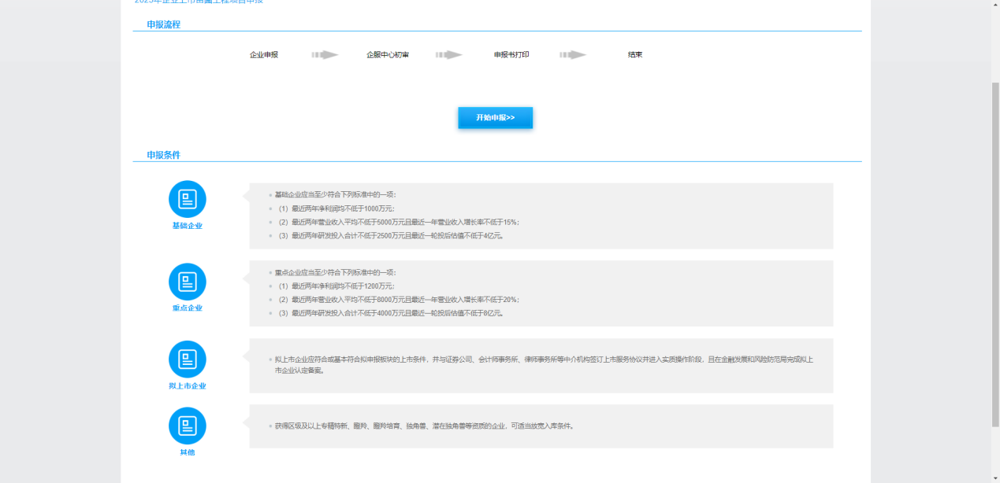 2023年企业上市苗圃工程项目申报
申报流程
企业申报 企服中心初审 申报书打印 结束
开始申报>>
申报条件
基础企业
基础企业应当至少符合下列标准中的一项：
（1）最近两年净利润均不低于1000万元；
（2）最近两年营业收入平均不低于5000万元且最近一年营业收入增长率不低于15%；
（3）最近两年研发投入合计不低于2500万元且最近一轮投后估值不低于4亿元。
重点企业
重点企业应当至少符合下列标准中的一项：
（1）最近两年净利润均不低于1200万元；
（2）最近两年营业收入平均不低于8000万元且最近一年营业收入增长率不低于20%；
（3）最近两年研发投入合计不低于4000万元且最近一轮投后估值不低于8亿元。
拟上市企业
拟上市企业应符合或基本符合拟申报板块的上市条件，并与证券公司、会计师事务所、律师事务所等中介机构签订上市服务协议并进入实质操作阶段，且在金融发展和风险防范局完成拟上
市企业认定备案。
其他
获得区级及以上专精特新、瞪羚、瞪羚培育、独角兽、潜在独角兽等资质的企业，可适当放宽入库条件。